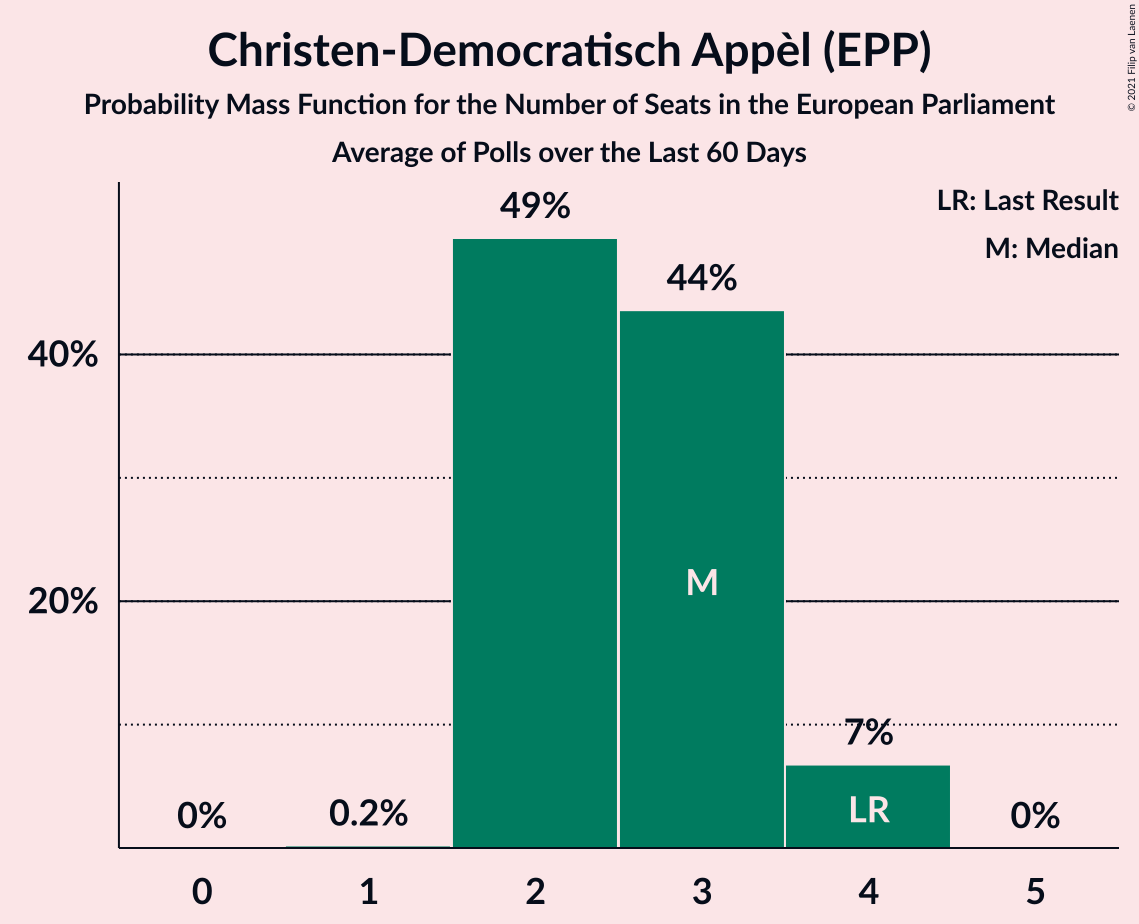 Christen-Democratisch Appèl (EPP)
Probability Mass Function for the Number of Seats in the European Parliament
Average of Polls over the Last 60 Days
© 2021 Filip van Laenen
LR: Last Result
M: Median
49%
44%
40%
M
20%
7%
LR
0%
0.2%
0%
0 1 2 3 4 5